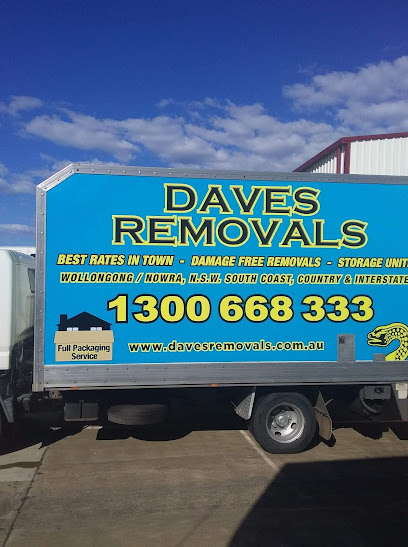 DAVES
REMOVALS
BEST RATES IN TOWN - DAMAGE FREE REMOVALS - STORAGE UNIT
WOLLONGONG / NOWRA, N.S.W. SOUTH COAST, COUNTRY & INTERSTATE
1300 668 333
Full Packaging
Service
www.davesremovals.com.au